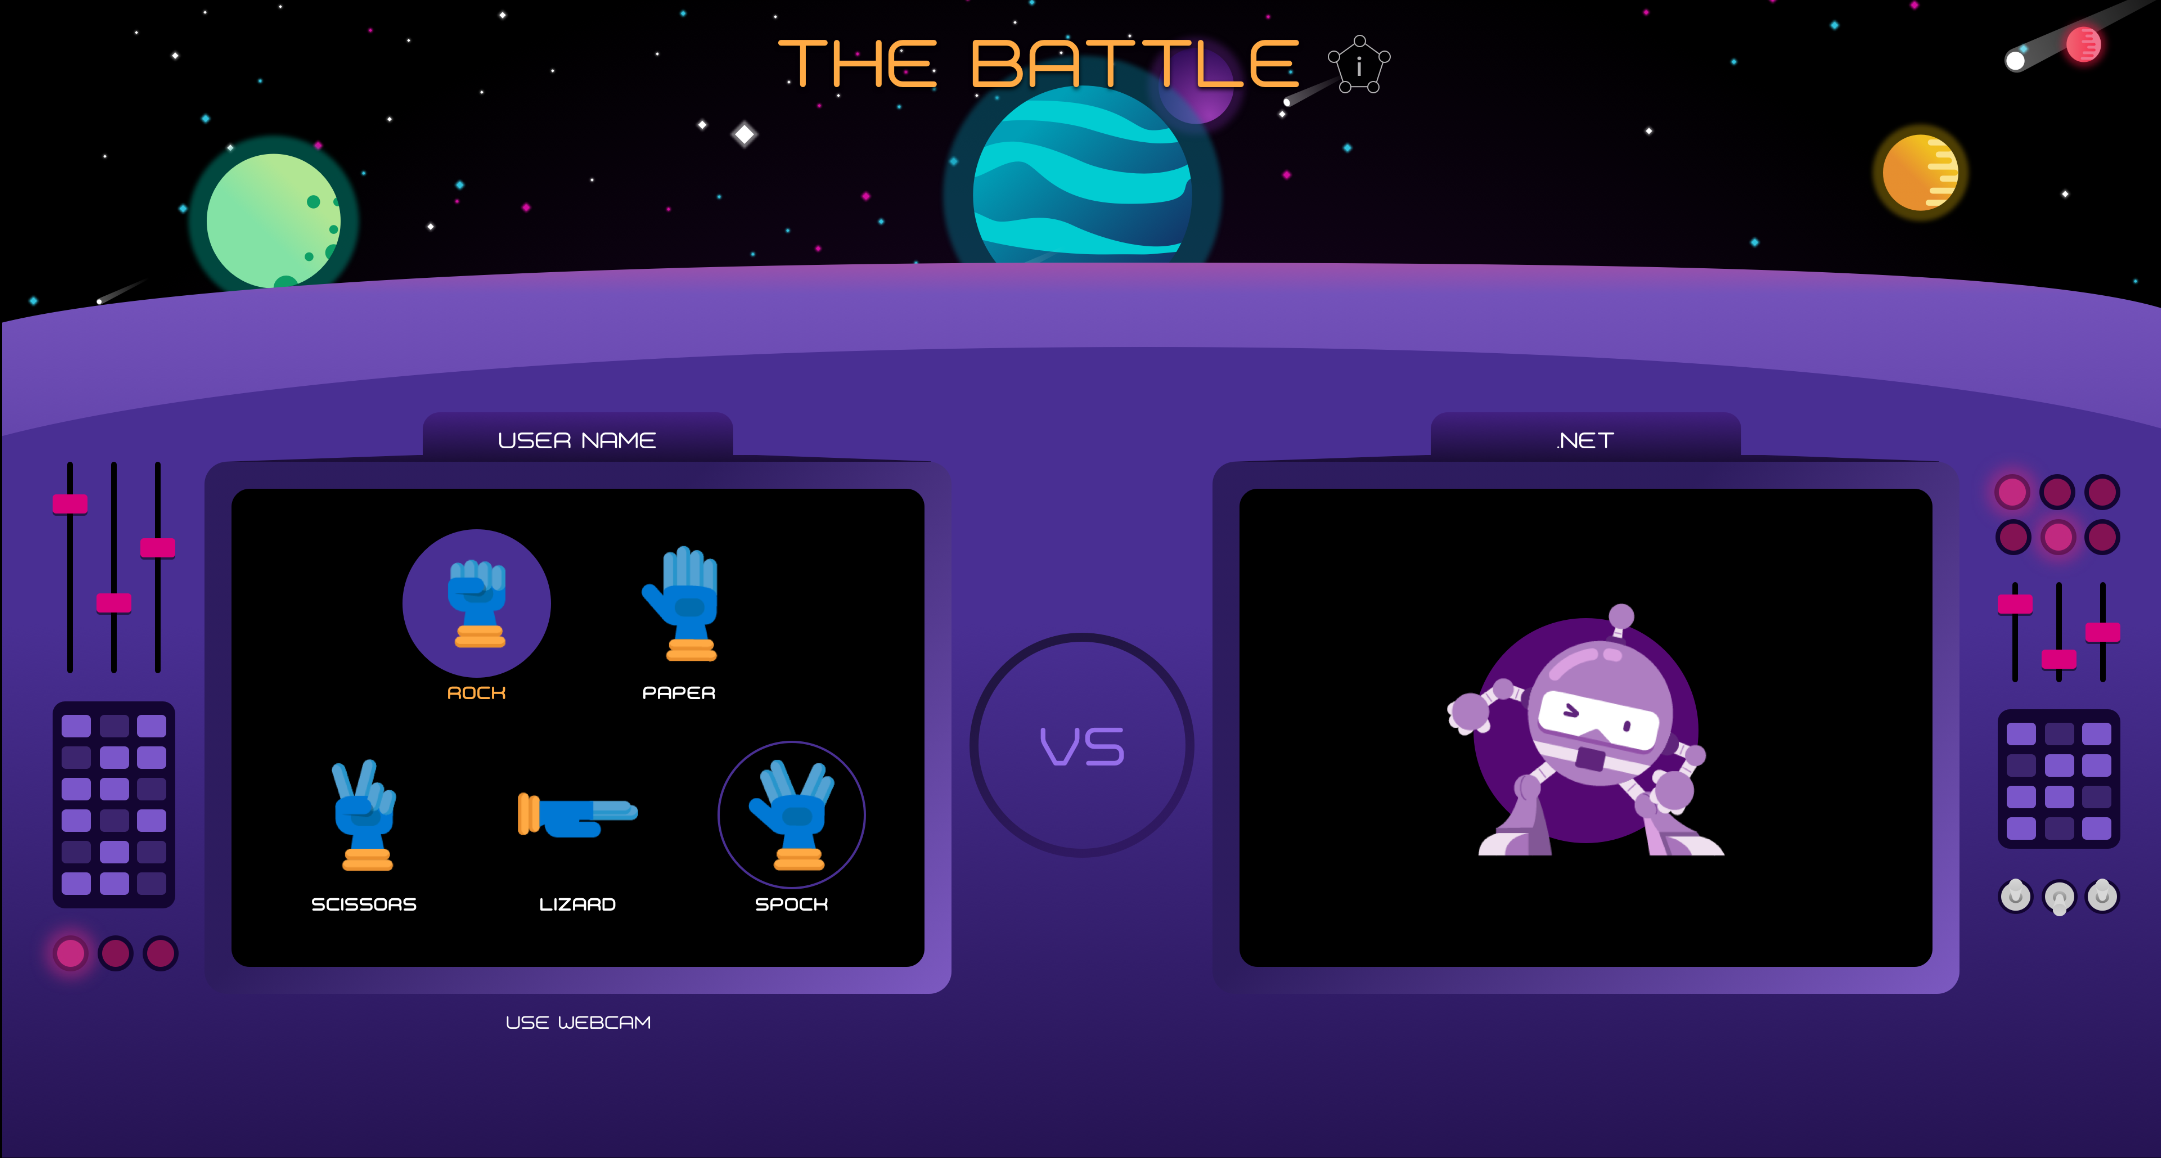 THE BATTLE i
USER NAME
.NET
ROCK
PAPER
VS
SCISSORS
LIZARD
SPOCK
USE WEBCAM